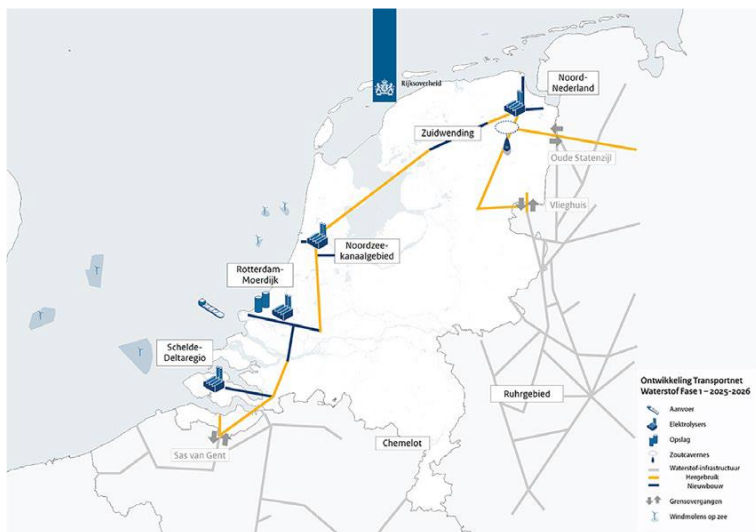 Rijksoverheid
Noord-
Nederland
Zuidwending
Oude Statenzijl
Vlieghuis
Noordzee-
kanaalgebied
Rotterdam-
Moerdijk
Schelde-
Deltaregio
Sas van Gent
Chemelot
Ruhrgebied
Ontwikkeling Transportnet
Waterstof Fase 1 – 2025-2026
Aanvoer
Elektrolysers
Opslag
Zoutcavernes
Waterstof-infrastructuur
Hergebruik
Nieuwbouw
Grensovergangen
Windmolens op zee